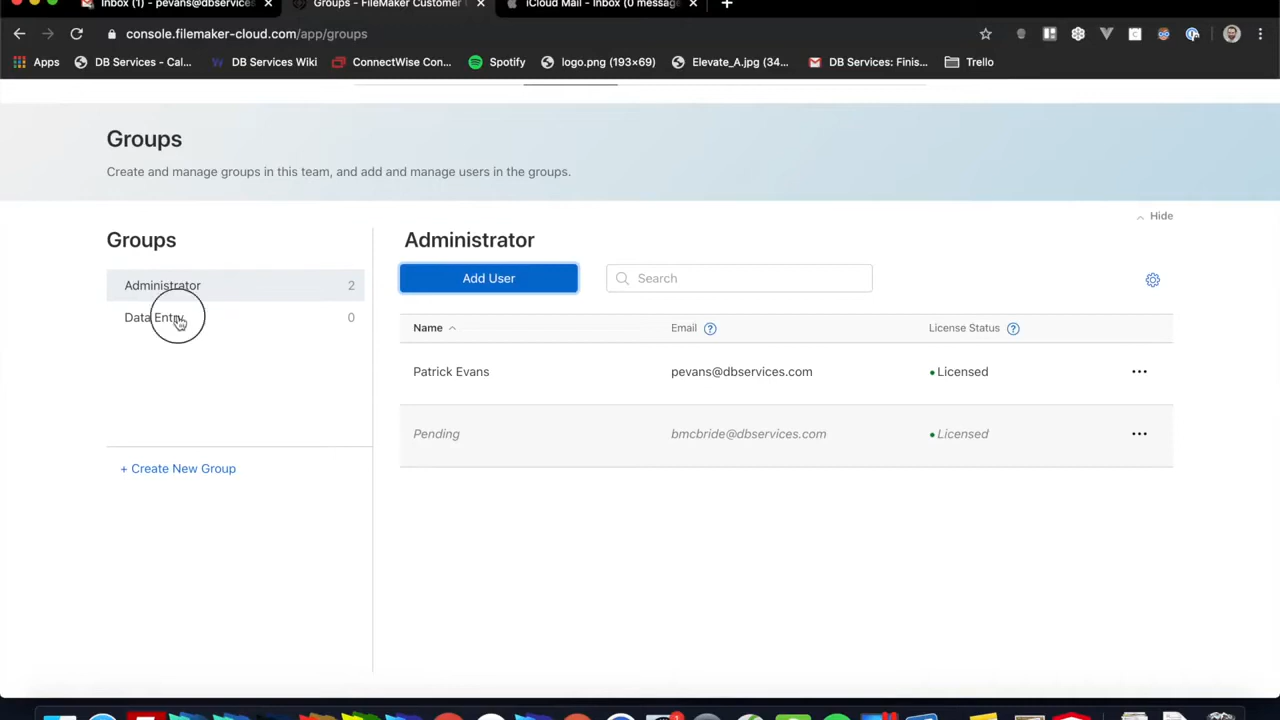 Inbox (1) - pevans@dbservices
Groups - FileMaker Customer
iCloud Mail - Inbox (0 message
console.filemaker-cloud.com/app/groups
Apps
DB Services - Cal...
DB Services Wiki
ConnectWise Con...
Spotify
logo.png (193×69)
Elevate_A.jpg (34...
DB Services: Finis...
Trello
Groups
Create and manage groups in this team, and add and manage users in the groups.
Hide
Groups
Administrator 2
Data Entry 0
+ Create New Group
Administrator
Add User
Search
Name
Email ?
License Status ?
Patrick Evans pevans@dbservices.com Licensed
Pending bmcbride@dbservices.com Licensed